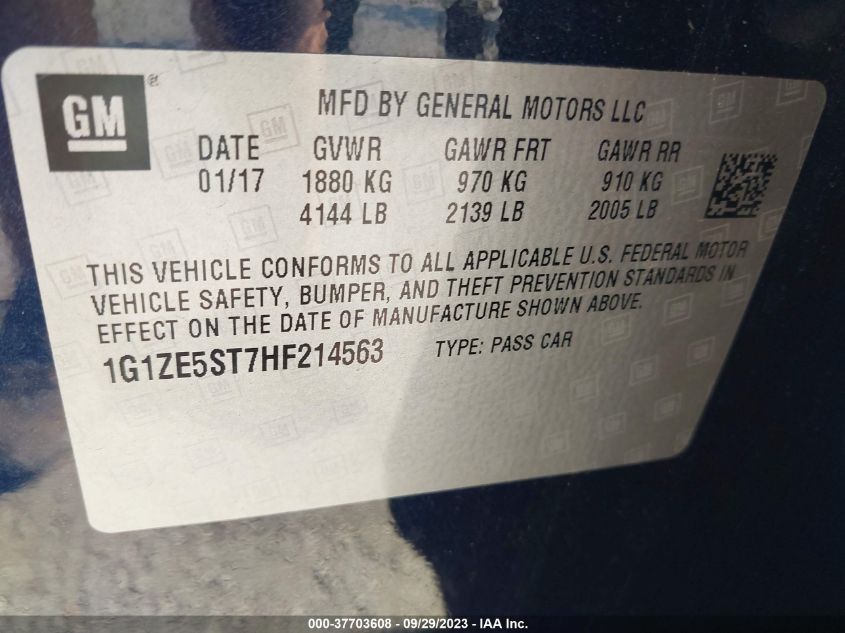 GM ®
MFD BY GENERAL MOTORS LLC
DATE GVWR GAWR FRT GAWR RR
01/17 1880 KG 970 KG 910 KG
4144 LB 2139 LB 2005 LB
THIS VEHICLE CONFORMS TO ALL APPLICABLE U.S. FEDERAL MOTOR
VEHICLE SAFETY, BUMPER, AND THEFT PREVENTION STANDARDS IN
EFFECT ON THE DATE OF MANUFACTURE SHOWN ABOVE.
1G1ZE5ST7HF214563 TYPE: PASS CAR
000-37703608 - 09/29/2023 - IAA Inc.